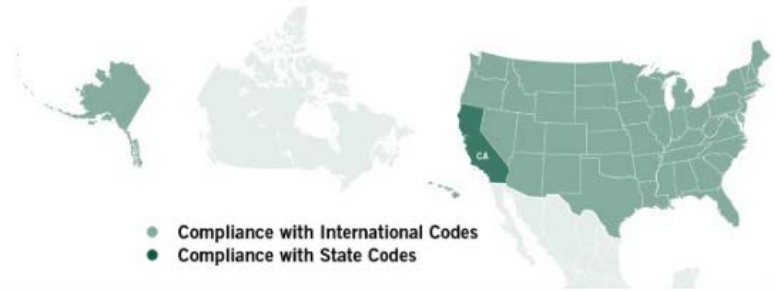 CA
Compliance with International Codes
Compliance with State Codes